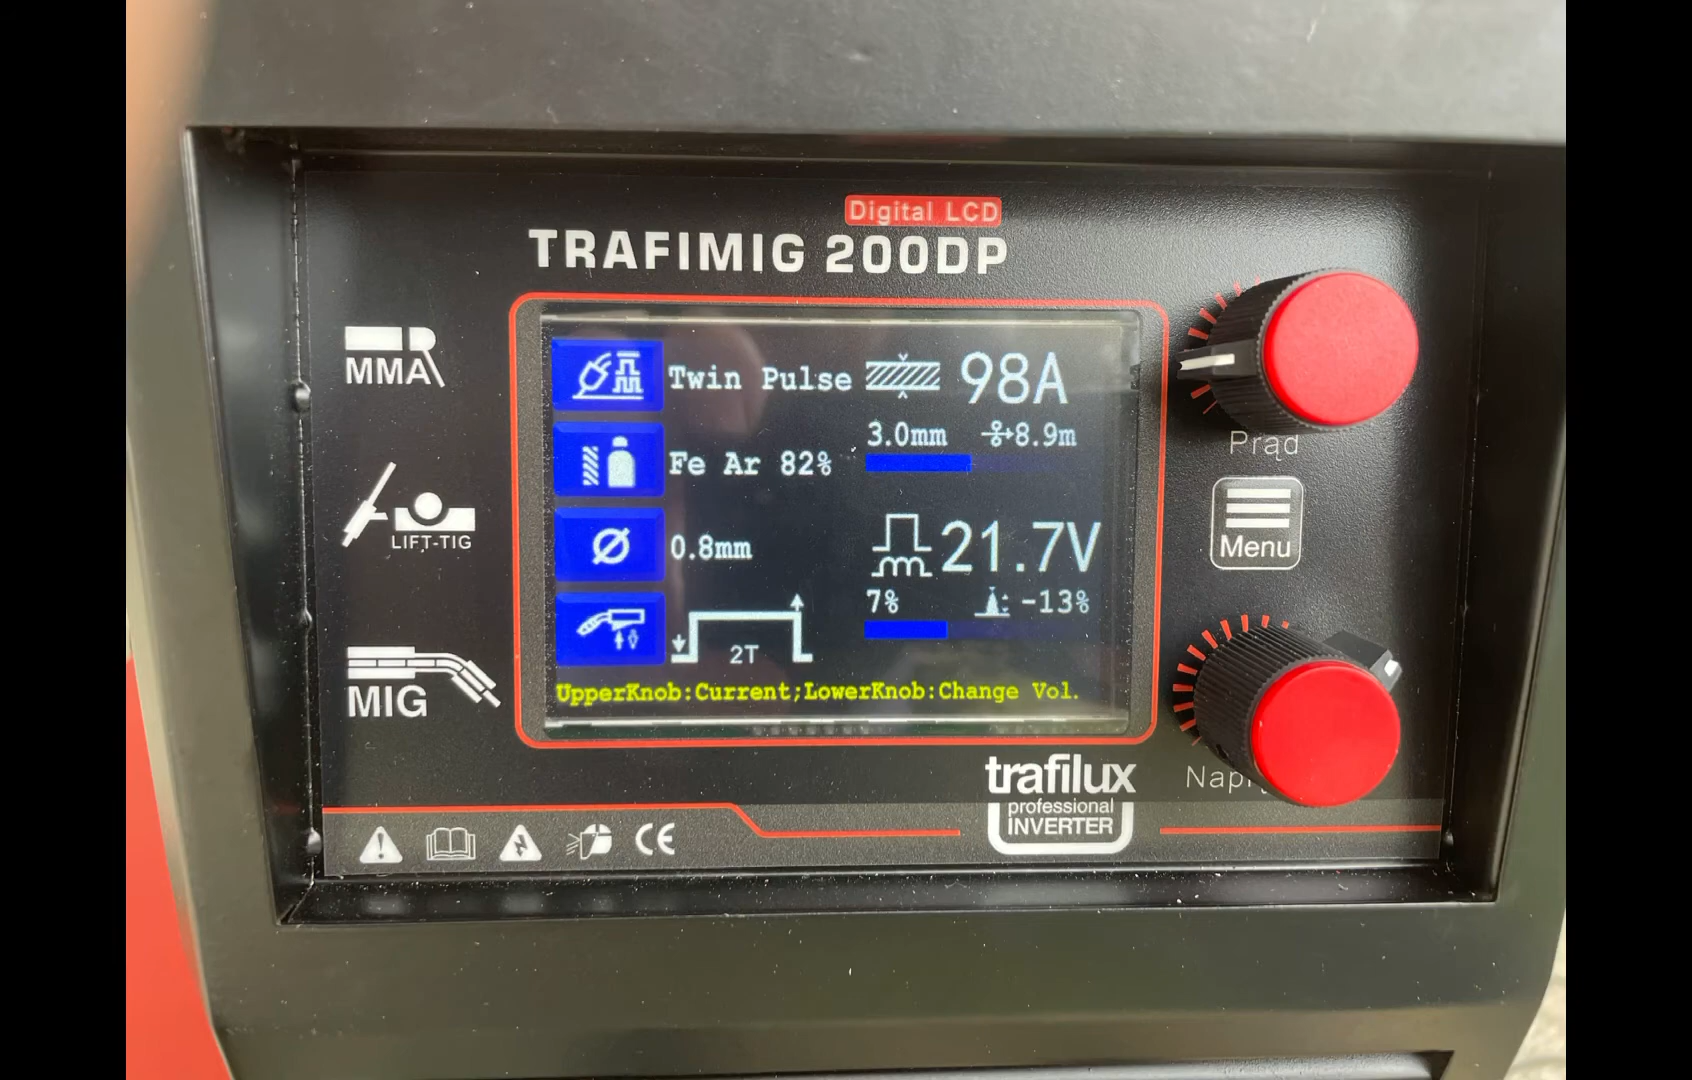 Digital LCD
TRAFIMIG 200DP
MMA
LIFT-TIG
MIG
Twin Pulse
98A
3.0mm 8.9m
Fe Ar 82%
0.8mm
21.7V
7% -13%
2T
UpperKnob:Current;LowerKnob:Change Vol.
Prąd
Menu
trafilux
professional
INVERTER
CE